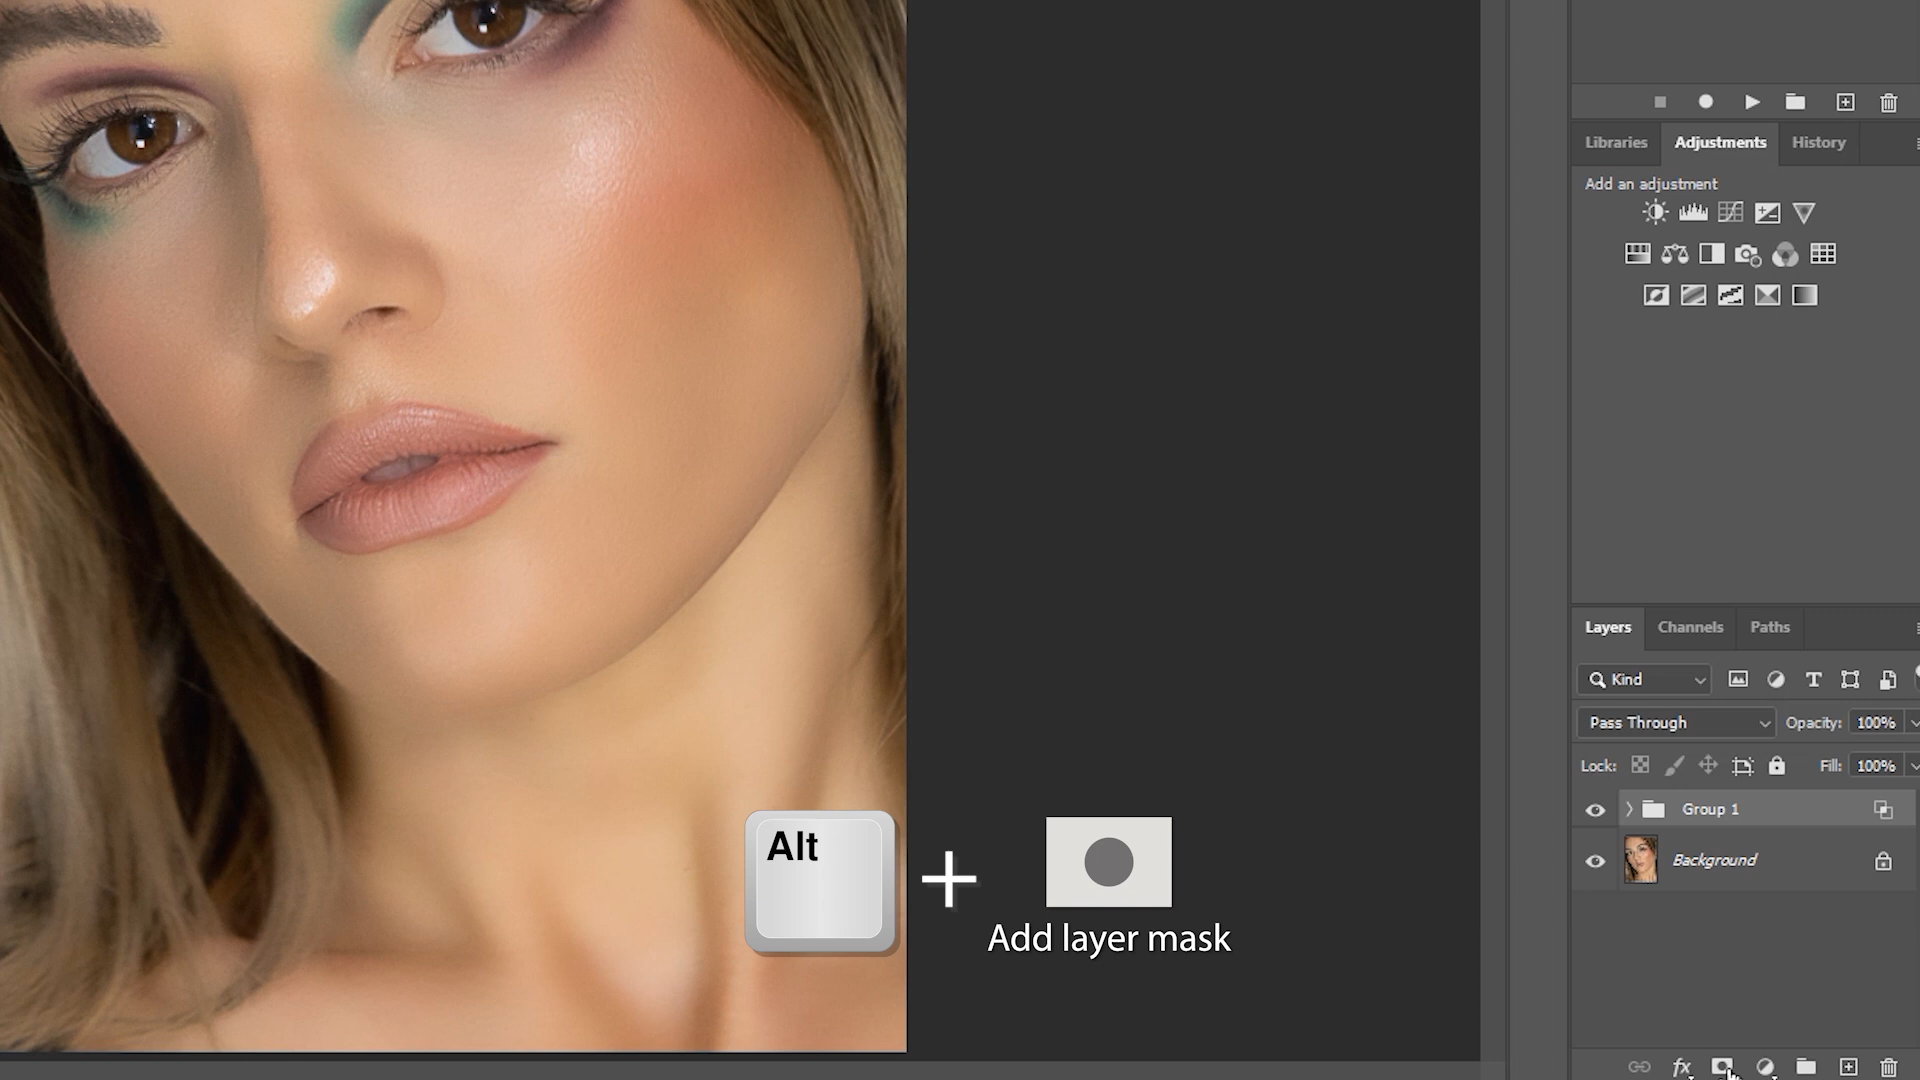 Libraries Adjustments History
Add an adjustment
Layers Channels Paths
Kind
Pass Through Opacity: 100%
Lock: Fill: 100%
Group 1
Background
Alt
Add layer mask
fx